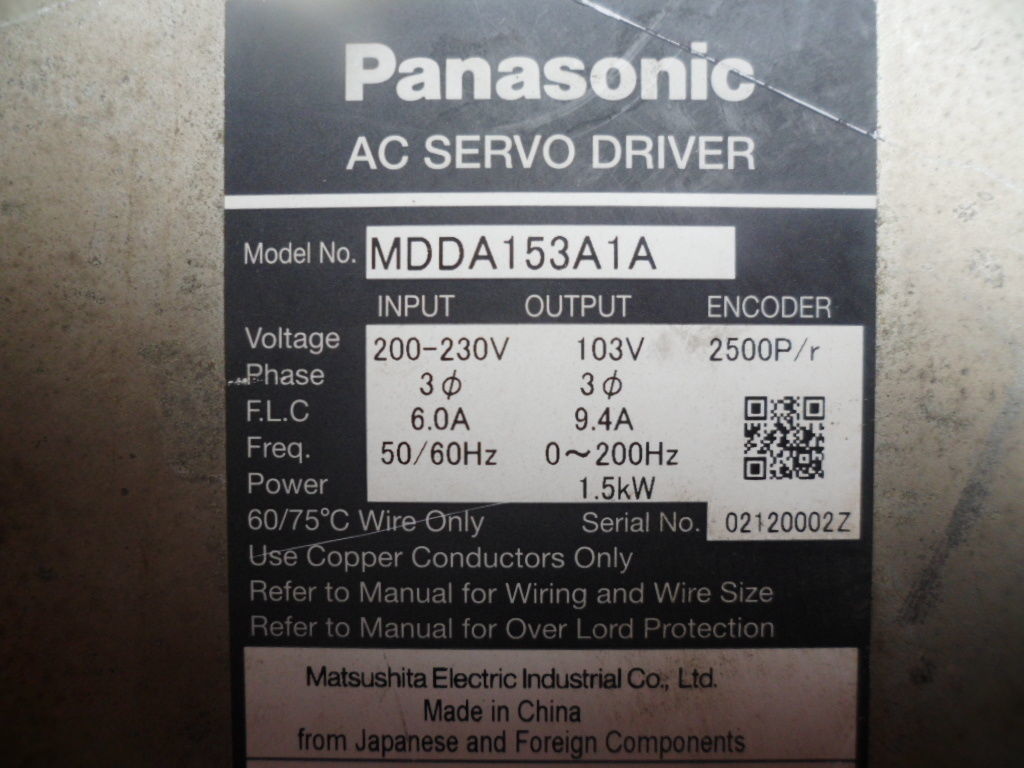 Panasonic
AC SERVO DRIVER
Model No. MDDA153A1A
INPUT OUTPUT ENCODER
Voltage 200-230V 103V 2500P/r
Phase 3ϕ 3ϕ
F.L.C 6.0A 9.4A
Freq. 50/60Hz 0~200Hz
Power 1.5kW
60/75°C Wire Only Serial No. 02120002Z
Use Copper Conductors Only
Refer to Manual for Wiring and Wire Size
Refer to Manual for Over Lord Protection
Matsushita Electric Industrial Co., Ltd.
Made in China
from Japanese and Foreign Components